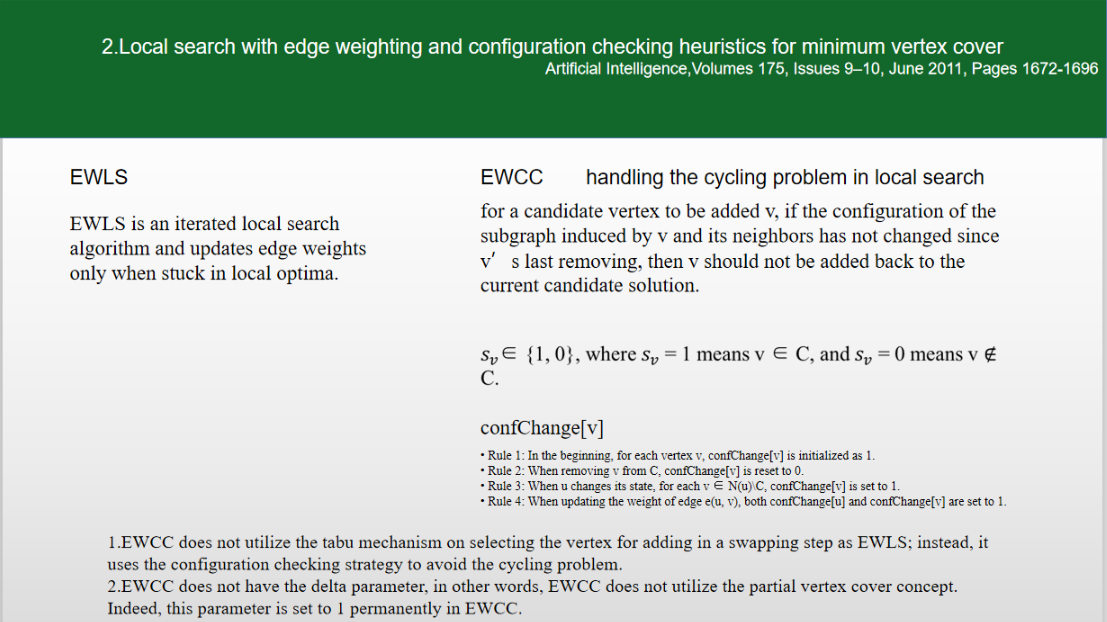 2.Local search with edge weighting and configuration checking heuristics for minimum vertex cover
Artificial Intelligence,Volumes 175, Issues 9–10, June 2011, Pages 1672-1696
EWLS
EWLS is an iterated local search
algorithm and updates edge weights
only when stuck in local optima.
EWCC handling the cycling problem in local search
for a candidate vertex to be added v, if the configuration of the
subgraph induced by v and its neighbors has not changed since
v′ s last removing, then v should not be added back to the
current candidate solution.
𝑠𝑣 ∈ {1, 0}, where 𝑠𝑣 = 1 means v ∈ C, and 𝑠𝑣 = 0 means v ∉
C.
confChange[v]
• Rule 1: In the beginning, for each vertex v, confChange[v] is initialized as 1.
• Rule 2: When removing v from C, confChange[v] is reset to 0.
• Rule 3: When u changes its state, for each v ∈ N(u)\C, confChange[v] is set to 1.
• Rule 4: When updating the weight of edge e(u, v), both confChange[u] and confChange[v] are set to 1.
1.EWCC does not utilize the tabu mechanism on selecting the vertex for adding in a swapping step as EWLS; instead, it
uses the configuration checking strategy to avoid the cycling problem.
2.EWCC does not have the delta parameter, in other words, EWCC does not utilize the partial vertex cover concept.
Indeed, this parameter is set to 1 permanently in EWCC.